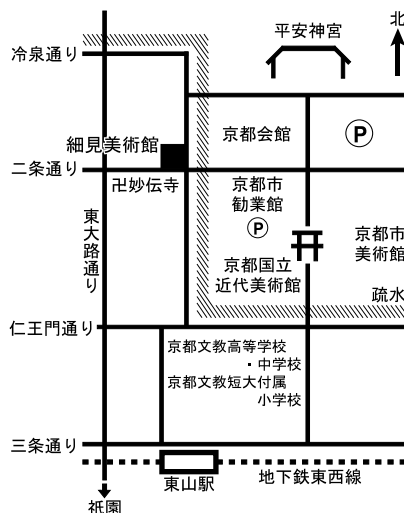 北
平安神宮
冷泉通り
京都会館
P
細見美術館
二条通り
卍妙伝寺
京都市
勧業館
P
東大路通り
京都市
美術館
京都国立
近代美術館
疏水
仁王門通り
京都文教高等学校
・中学校
京都文教短大付属
小学校
三条通り
東山駅
地下鉄東西線
祇園